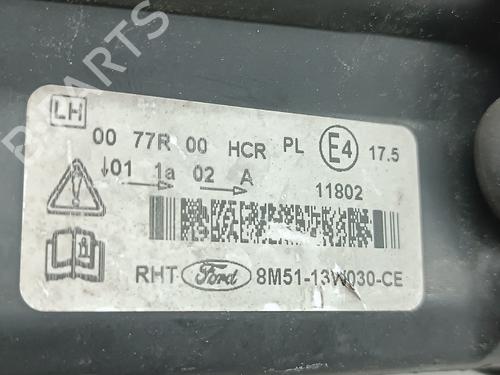 LH
00 77R 00 HCR PL E4 17.5
↓01 1a 02 A
11802
RHT Ford 8M51-13W030-CE